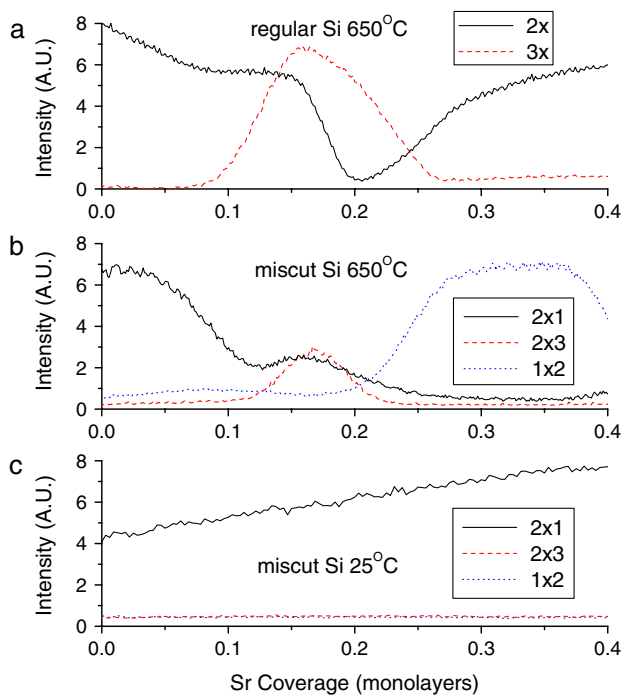 a
regular Si 650°C
2x
3x
Intensity (A.U.)
8
6
4
2
0
0.0 0.1 0.2 0.3 0.4
b
miscut Si 650°C
2x1
2x3
1x2
Intensity (A.U.)
8
6
4
2
0
0.0 0.1 0.2 0.3 0.4
c
miscut Si 25°C
2x1
2x3
1x2
Intensity (A.U.)
8
6
4
2
0
0.0 0.1 0.2 0.3 0.4
Sr Coverage (monolayers)